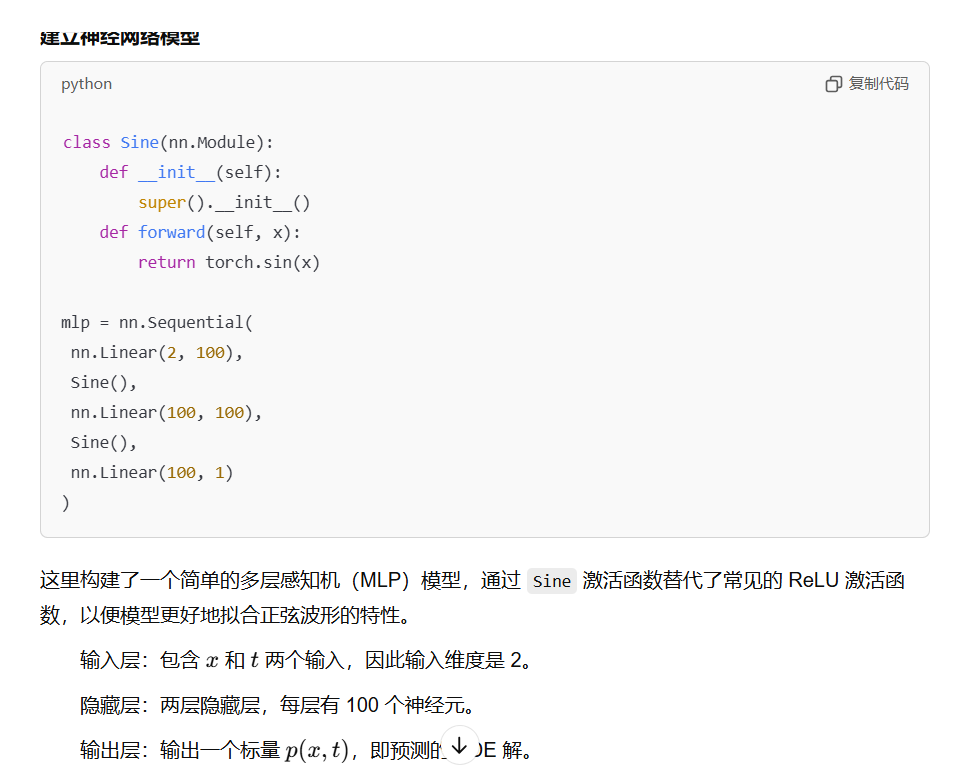 建立神经网络模型
python 复制代码
class Sine(nn.Module):
    def __init__(self):
        super().__init__()
    def forward(self, x):
        return torch.sin(x)
mlp = nn.Sequential(
 nn.Linear(2, 100),
 Sine(),
 nn.Linear(100, 100),
 Sine(),
 nn.Linear(100, 1)
)
这里构建了一个简单的多层感知机（MLP）模型，通过 Sine 激活函数替代了常见的 ReLU 激活函
数，以便模型更好地拟合正弦波形的特性。
输入层：包含 x 和 t 两个输入，因此输入维度是 2。
隐藏层：两层隐藏层，每层有 100 个神经元。
输出层：输出一个标量 p(x, t)，即预测的 DE 解。